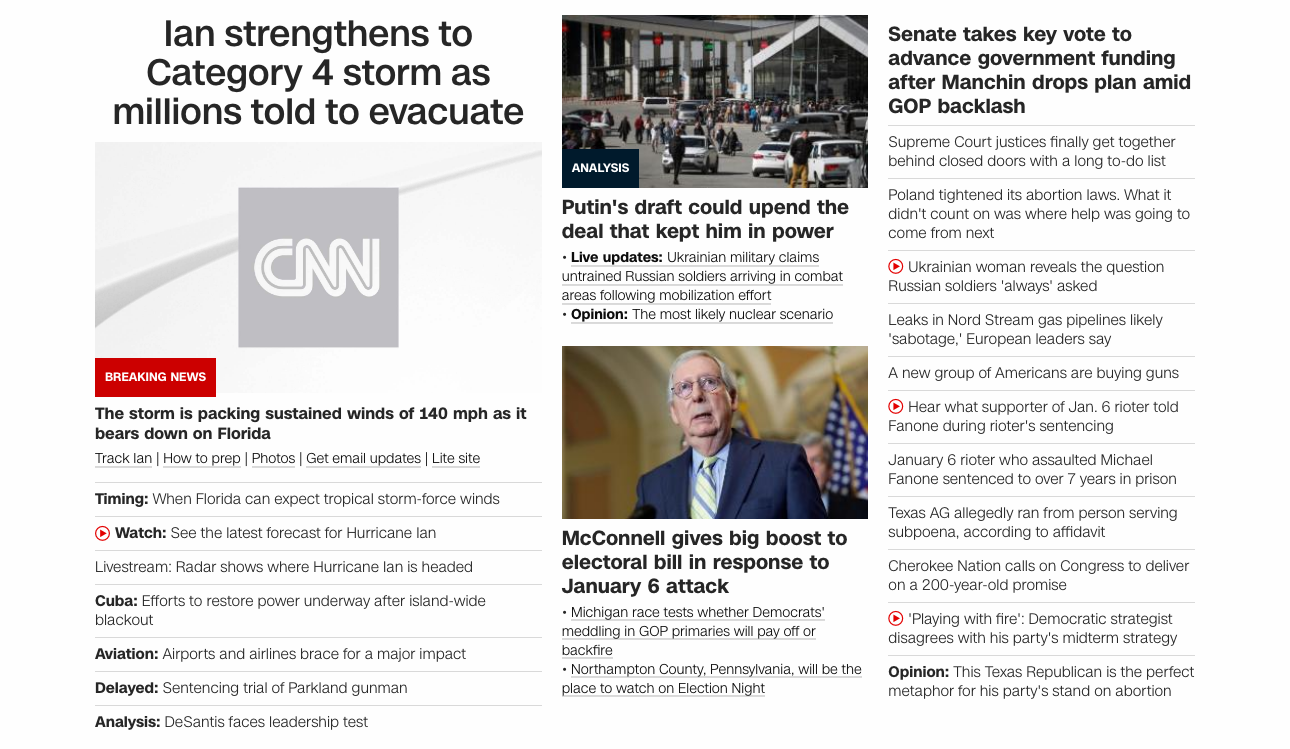 Ian strengthens to
Category 4 storm as
millions told to evacuate
CNN
BREAKING NEWS
The storm is packing sustained winds of 140 mph as it
bears down on Florida
Track Ian | How to prep | Photos | Get email updates | Lite site
Timing: When Florida can expect tropical storm-force winds
Watch: See the latest forecast for Hurricane Ian
Livestream: Radar shows where Hurricane Ian is headed
Cuba: Efforts to restore power underway after island-wide
blackout
Aviation: Airports and airlines brace for a major impact
Delayed: Sentencing trial of Parkland gunman
Analysis: DeSantis faces leadership test
ANALYSIS
Putin's draft could upend the
deal that kept him in power
• Live updates: Ukrainian military claims
untrained Russian soldiers arriving in combat
areas following mobilization effort
• Opinion: The most likely nuclear scenario
McConnell gives big boost to
electoral bill in response to
January 6 attack
• Michigan race tests whether Democrats'
meddling in GOP primaries will pay off or
backfire
• Northampton County, Pennsylvania, will be the
place to watch on Election Night
Senate takes key vote to
advance government funding
after Manchin drops plan amid
GOP backlash
Supreme Court justices finally get together
behind closed doors with a long to-do list
Poland tightened its abortion laws. What it
didn't count on was where help was going to
come from next
Ukrainian woman reveals the question
Russian soldiers 'always' asked
Leaks in Nord Stream gas pipelines likely
'sabotage,' European leaders say
A new group of Americans are buying guns
Hear what supporter of Jan. 6 rioter told
Fanone during rioter's sentencing
January 6 rioter who assaulted Michael
Fanone sentenced to over 7 years in prison
Texas AG allegedly ran from person serving
subpoena, according to affidavit
Cherokee Nation calls on Congress to deliver
on a 200-year-old promise
'Playing with fire': Democratic strategist
disagrees with his party's midterm strategy
Opinion: This Texas Republican is the perfect
metaphor for his party's stand on abortion